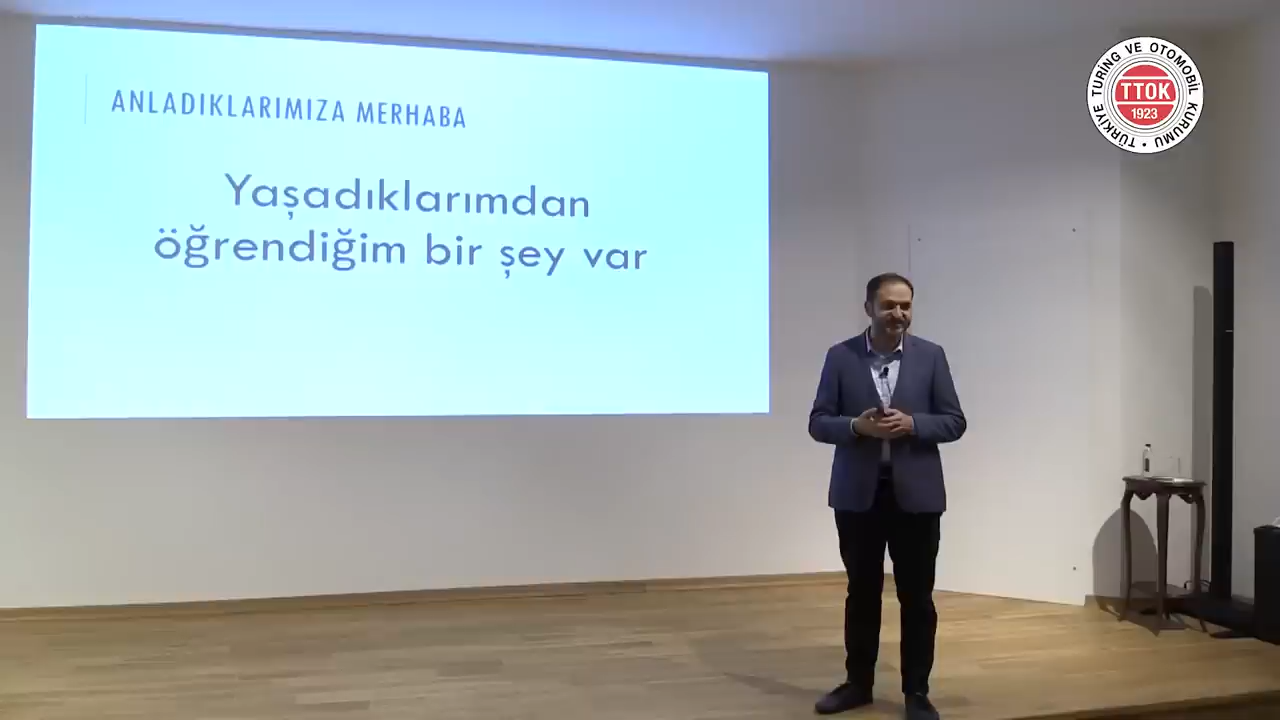 ANLADIKLARIMIZA MERHABA
Yaşadıklarımdan
öğrendiğim bir şey var
TÜRKİYE TURİNG VE OTOMOBİL KURUMU
TTOK
1923